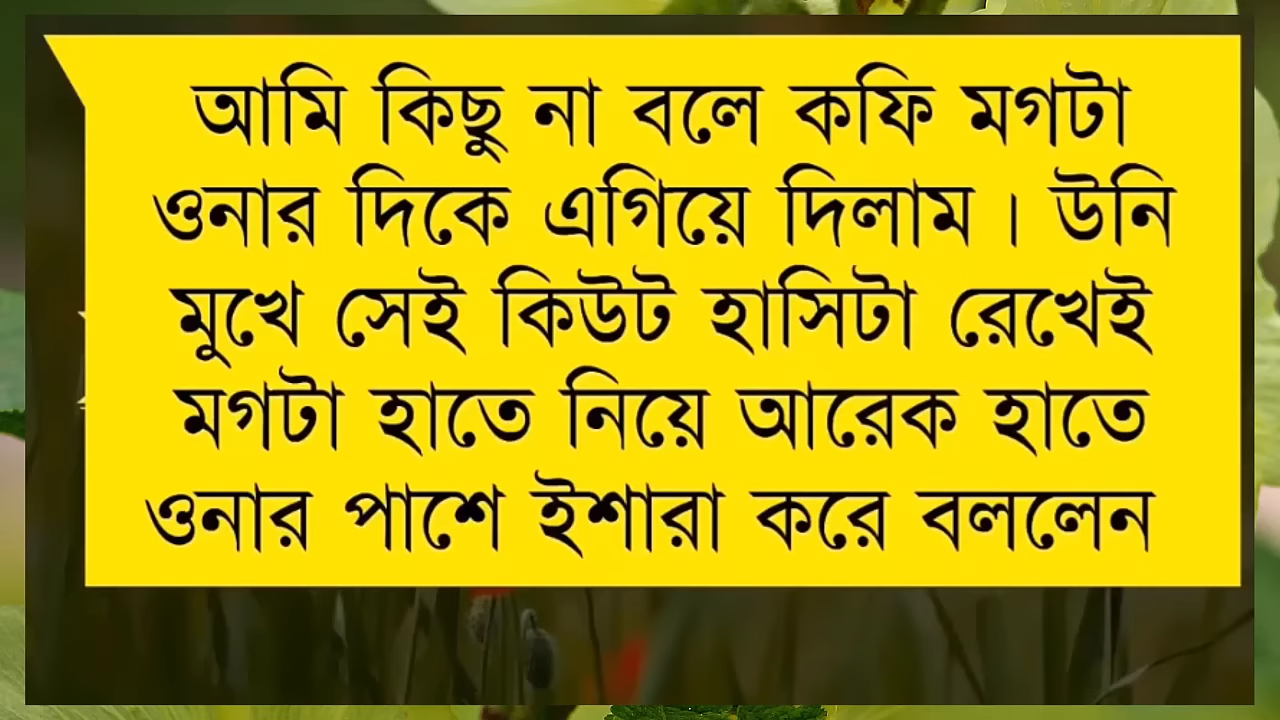 আমি কিছু না বলে কফি মগটা
ওনার দিকে এগিয়ে দিলাম । উনি
মুখে সেই কিউট হাসিটা রেখেই
মগটা হাতে নিয়ে আরেক হাতে
ওনার পাশে ইশারা করে বললেন